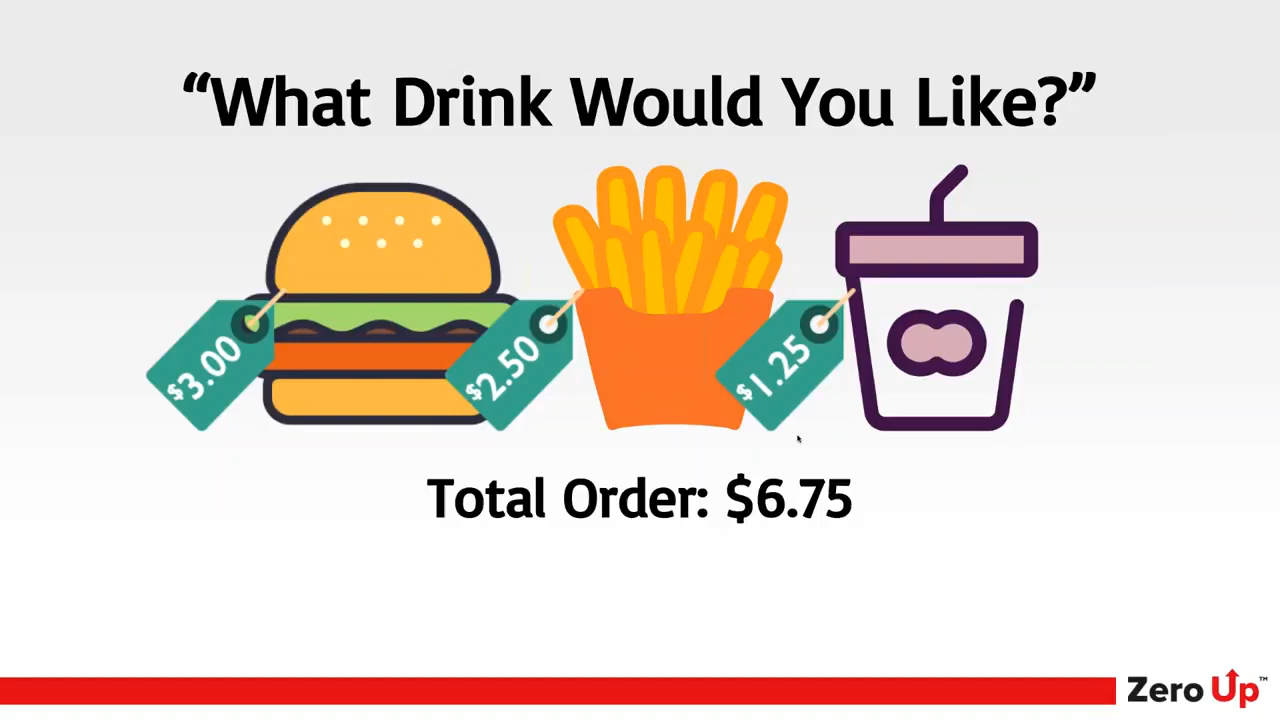 “What Drink Would You Like?”
$3.00
$2.50
$1.25
Total Order: $6.75
Zero Up™